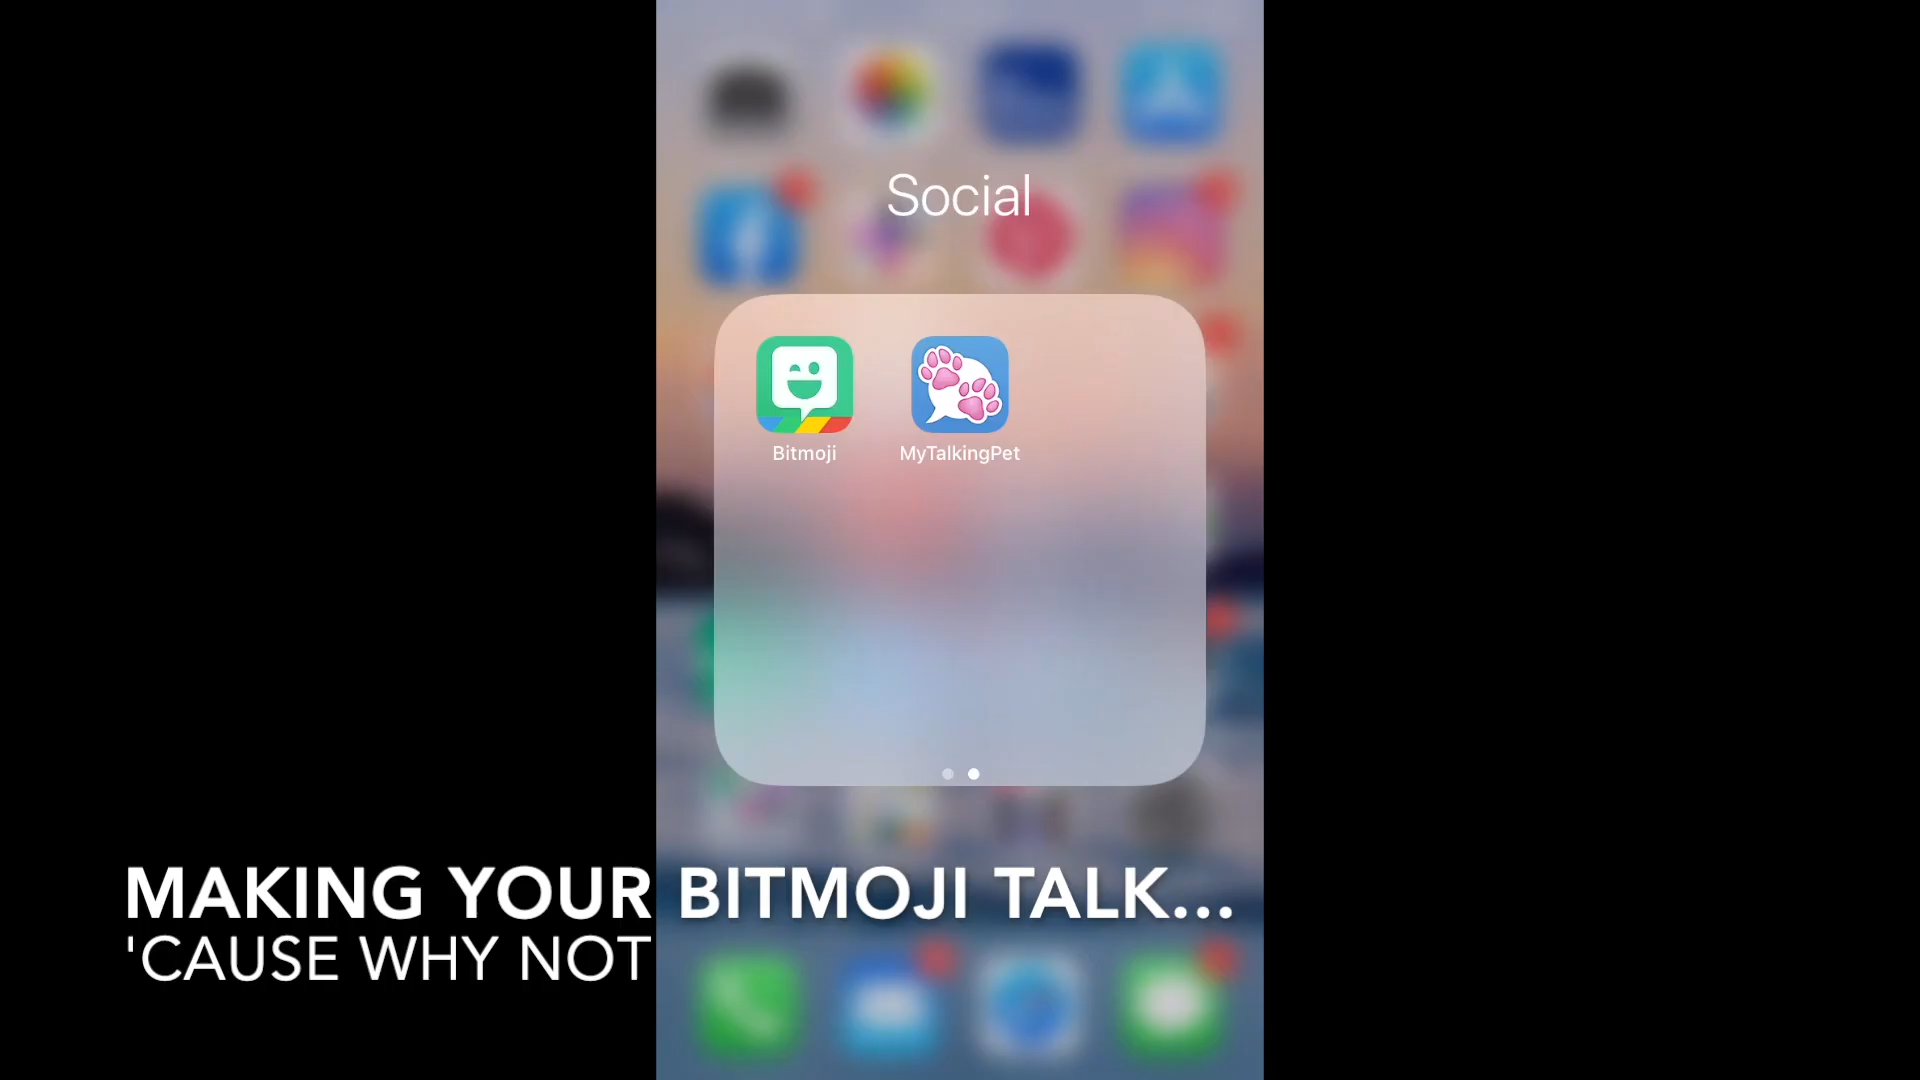 Social
Bitmoji
MyTalkingPet
MAKING YOUR BITMOJI TALK...
'CAUSE WHY NOT